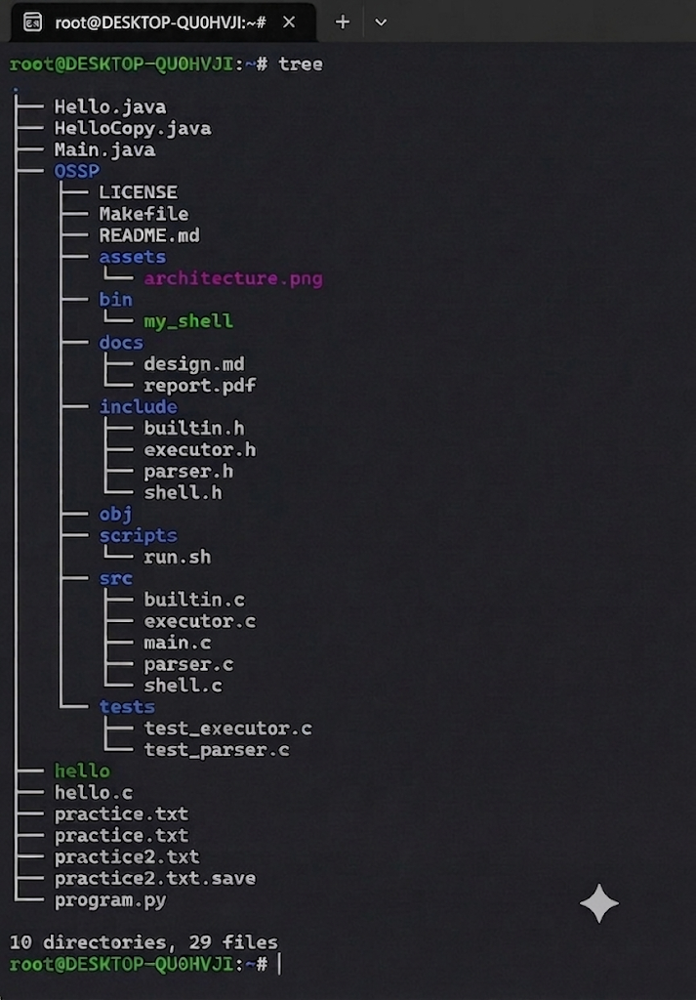 root@DESKTOP-QU0HVJI:~#
root@DESKTOP-QU0HVJI:~# tree
.
├── Hello.java
├── HelloCopy.java
├── Main.java
├── OSSP
│   ├── LICENSE
│   ├── Makefile
│   ├── README.md
│   ├── assets
│   │   └── architecture.png
│   ├── bin
│   │   └── my_shell
│   ├── docs
│   │   ├── design.md
│   │   └── report.pdf
│   ├── include
│   │   ├── builtin.h
│   │   ├── executor.h
│   │   ├── parser.h
│   │   └── shell.h
│   ├── obj
│   ├── scripts
│   │   └── run.sh
│   ├── src
│   │   ├── builtin.c
│   │   ├── executor.c
│   │   ├── main.c
│   │   ├── parser.c
│   │   └── shell.c
│   └── tests
│       ├── test_executor.c
│       └── test_parser.c
├── hello
├── hello.c
├── practice.txt
├── practice.txt
├── practice2.txt
├── practice2.txt.save
└── program.py
10 directories, 29 files
root@DESKTOP-QU0HVJI:~#